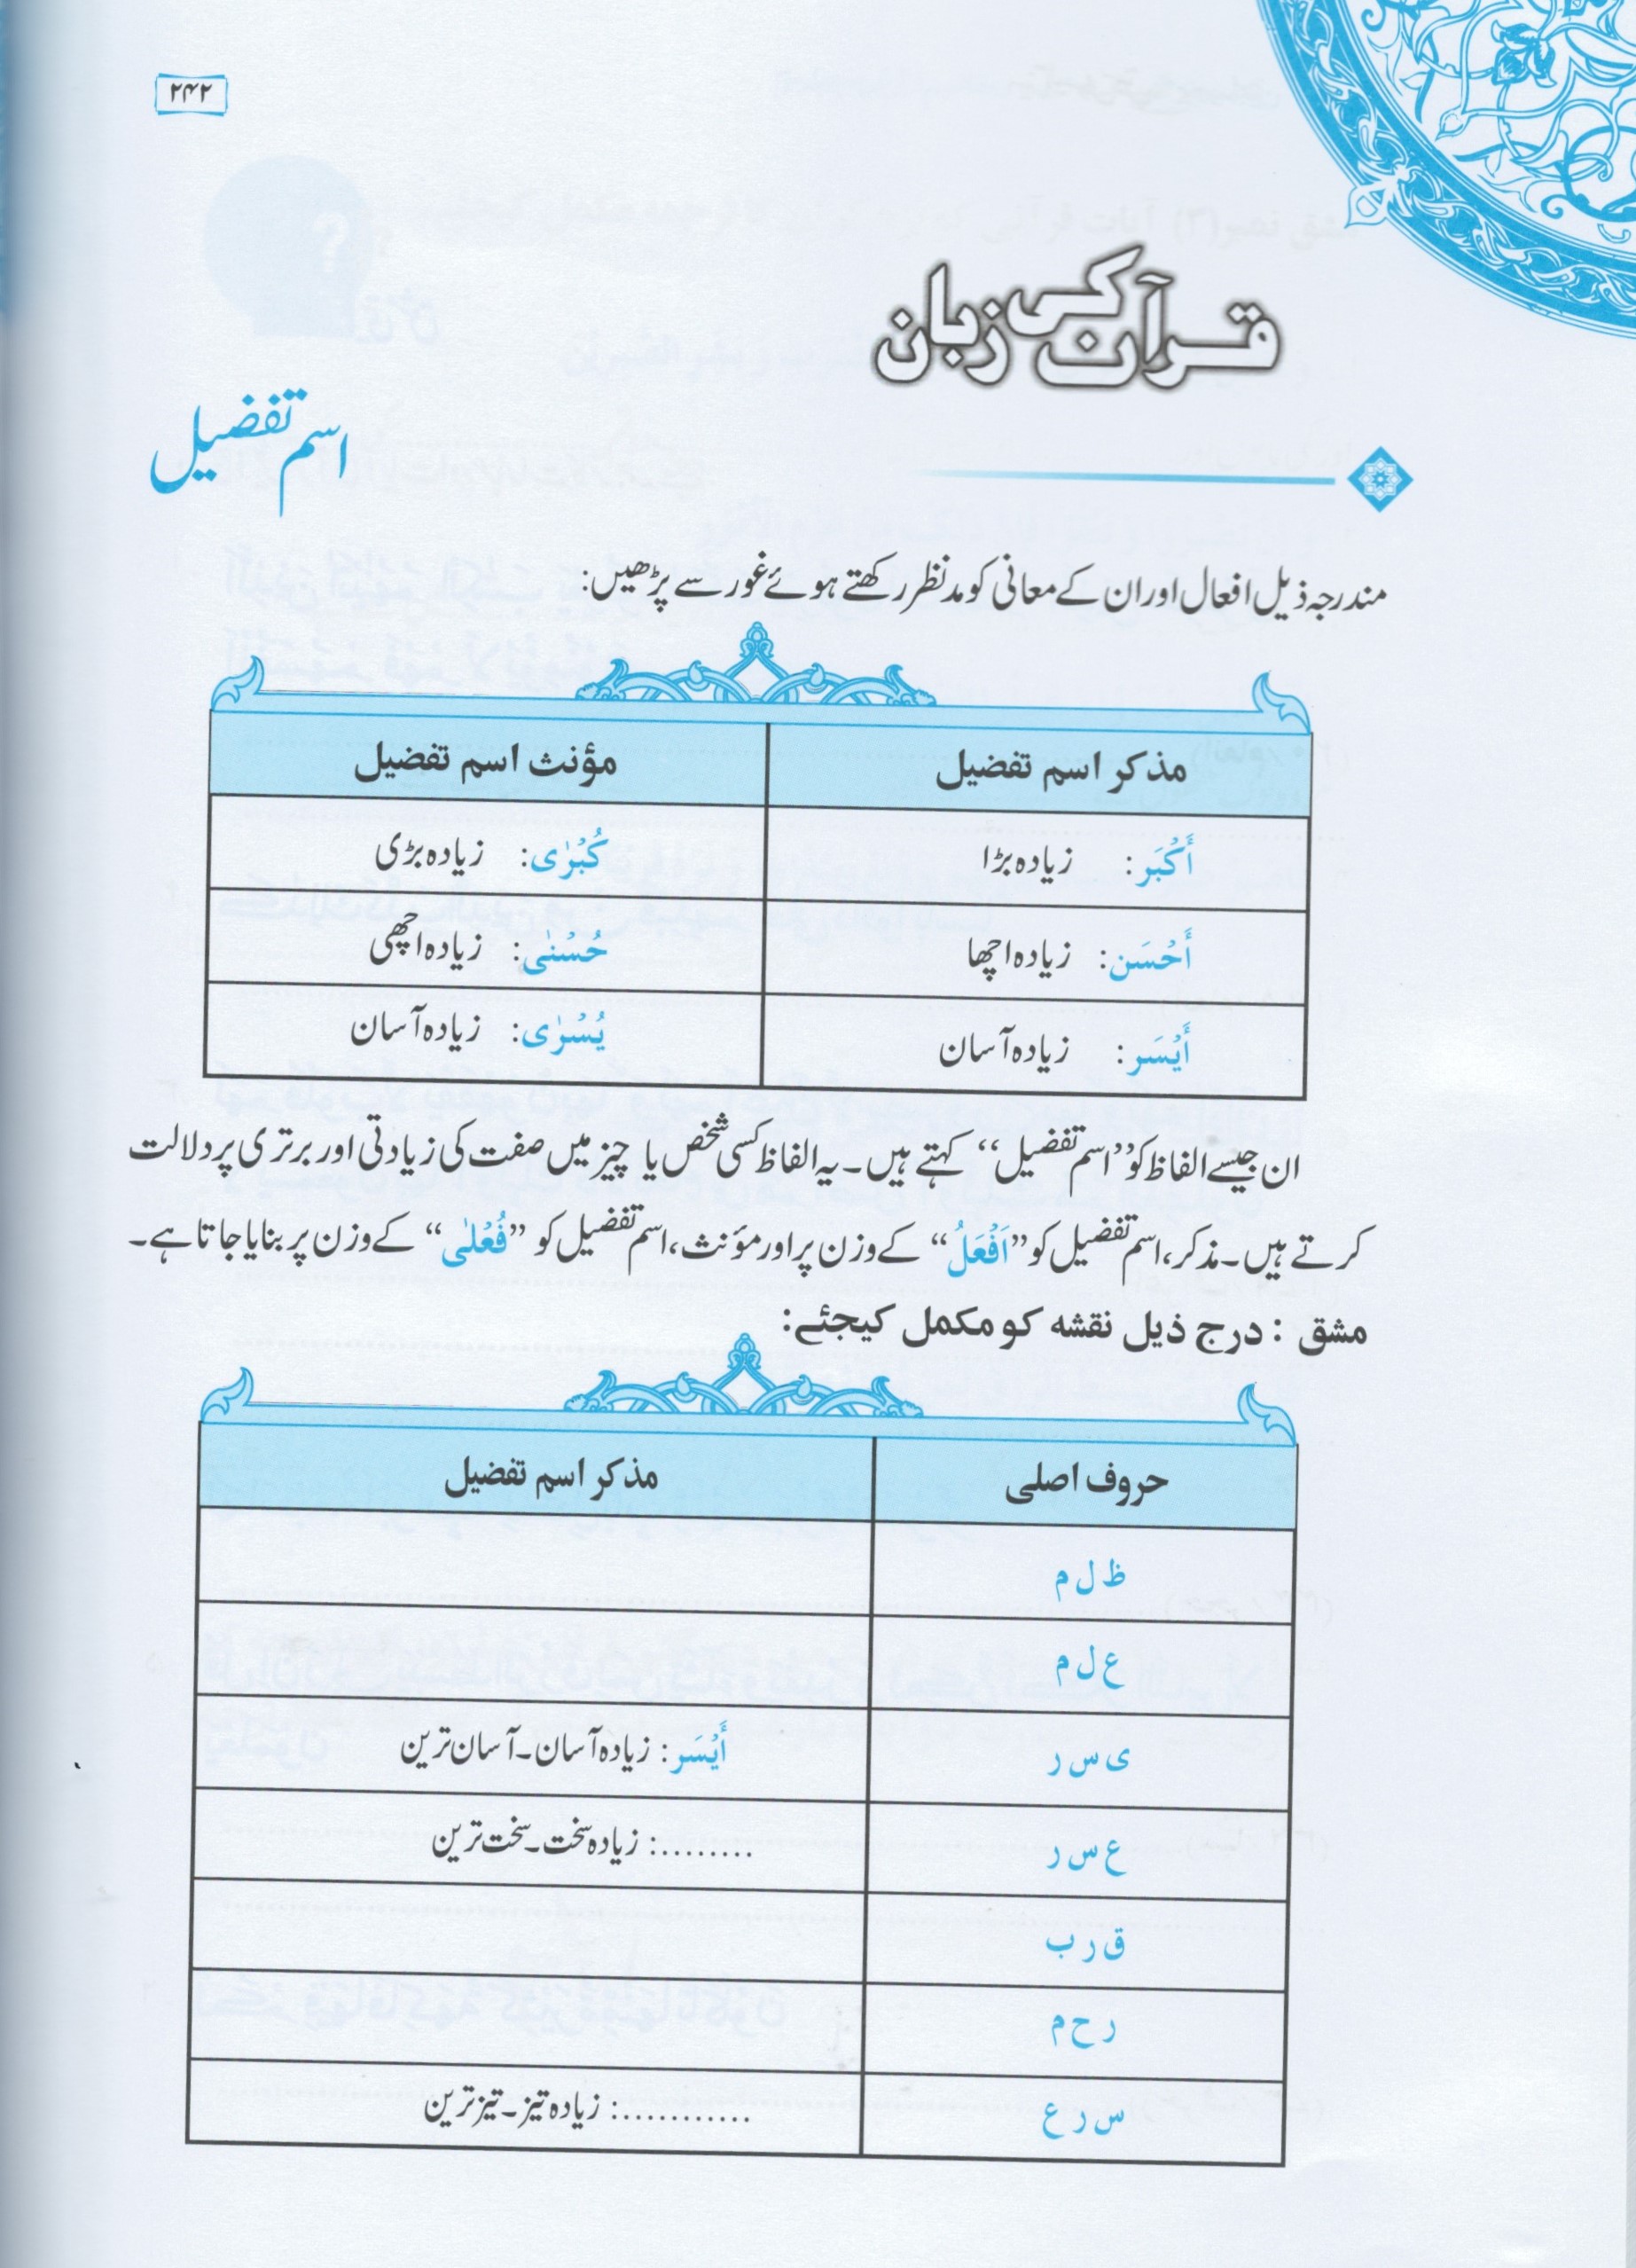 ۲۴۲
قرآن کی زبان
اسم تفضیل
مندرجہ ذیل افعال اور ان کے معانی کو مدنظر رکھتے ہوئے غور سے پڑھیں:
مذکر اسم تفضیل	مؤنث اسم تفضیل
أَكْبَر: زیادہ بڑا	كُبْرٰى: زیادہ بڑی
أَحْسَن: زیادہ اچھا	حُسْنٰى: زیادہ اچھی
أَيْسَر: زیادہ آسان	يُسْرٰى: زیادہ آسان
ان جیسے الفاظ کو ”اسم تفضیل“ کہتے ہیں۔ یہ الفاظ کسی شخص یا چیز میں صفت کی زیادتی اور برتری پر دلالت
کرتے ہیں۔ مذکر، اسم تفضیل کو ”اَفْعَلُ“ کے وزن پر اور مؤنث، اسم تفضیل کو ”فُعْلٰى“ کے وزن پر بنایا جاتا ہے۔
مشق : درج ذیل نقشہ کو مکمل کیجئے:
حروف اصلی	مذکر اسم تفضیل
ظ ل م
ع ل م
ی س ر	أَيْسَر: زیادہ آسان۔ آسان ترین
ع س ر	.........: زیادہ سخت۔ سخت ترین
ق ر ب
ر ح م
س ر ع	...........: زیادہ تیز۔ تیز ترین